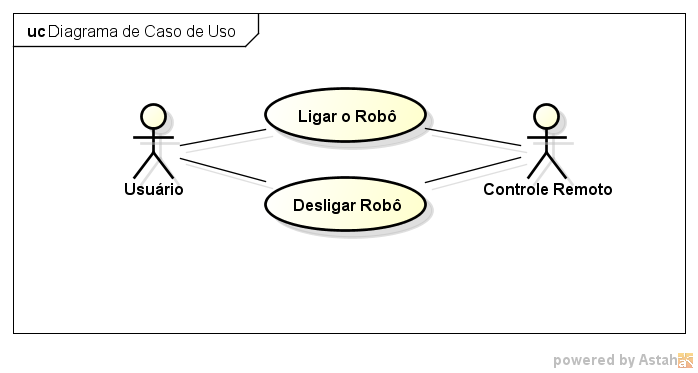 uc Diagrama de Caso de Uso
Ligar o Robô
Usuário
Controle Remoto
Desligar Robô
powered by Astah